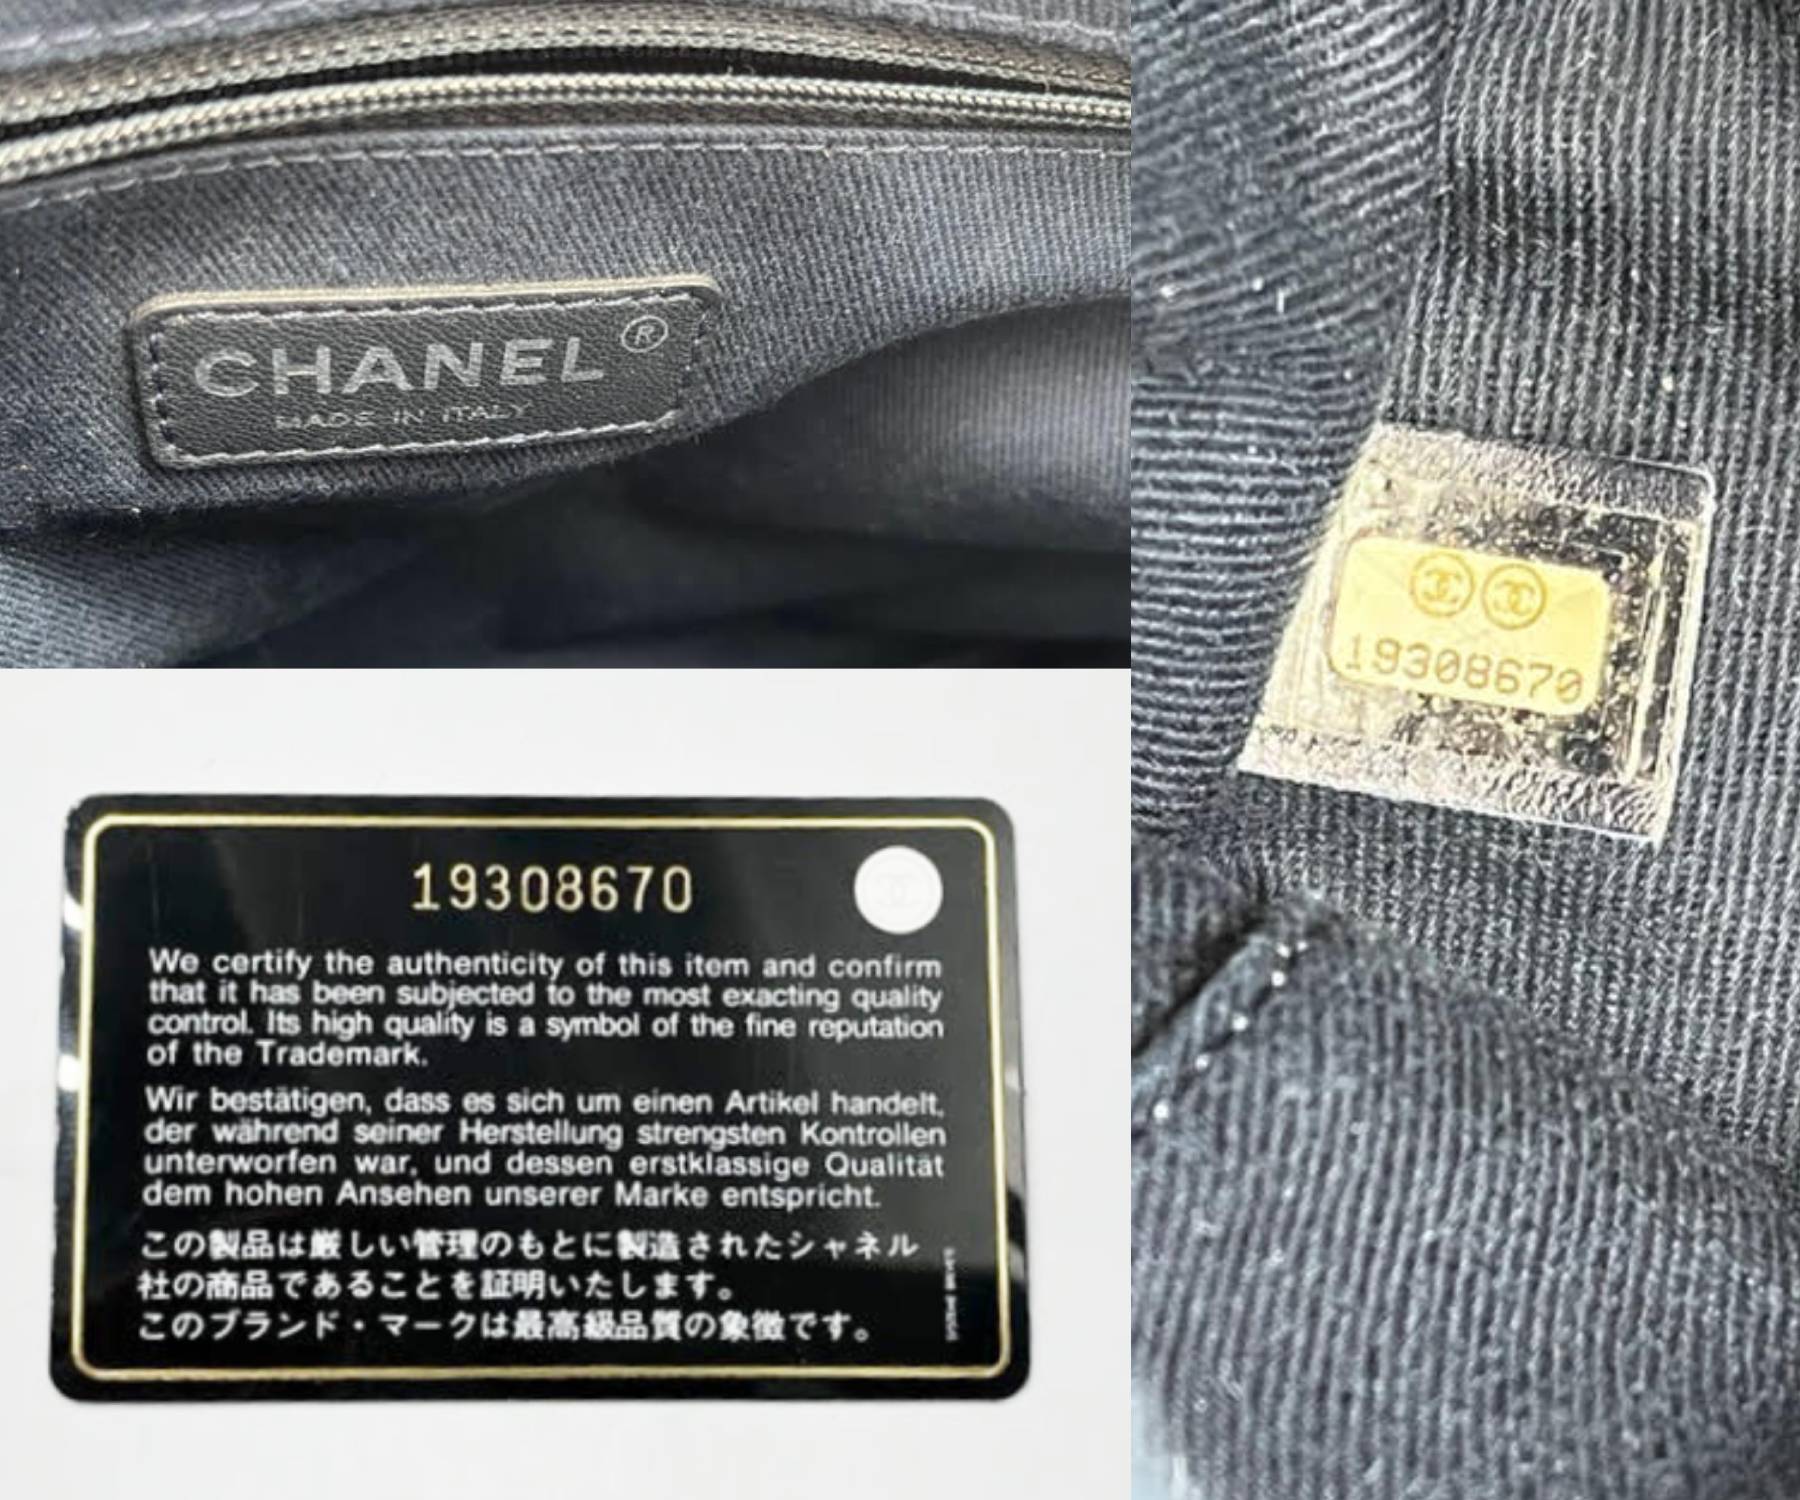 CHANEL ®
MADE IN ITALY
19308670
We certify the authenticity of this item and confirm
that it has been subjected to the most exacting quality
control. Its high quality is a symbol of the fine reputation
of the Trademark.
Wir bestätigen, dass es sich um einen Artikel handelt,
der während seiner Herstellung strengsten Kontrollen
unterworfen war, und dessen erstklassige Qualität
dem hohen Ansehen unserer Marke entspricht.
この製品は厳しい管理のもとに製造されたシャネル
社の商品であることを証明いたします。
このブランド・マークは最高級品質の象徴です。
19308670